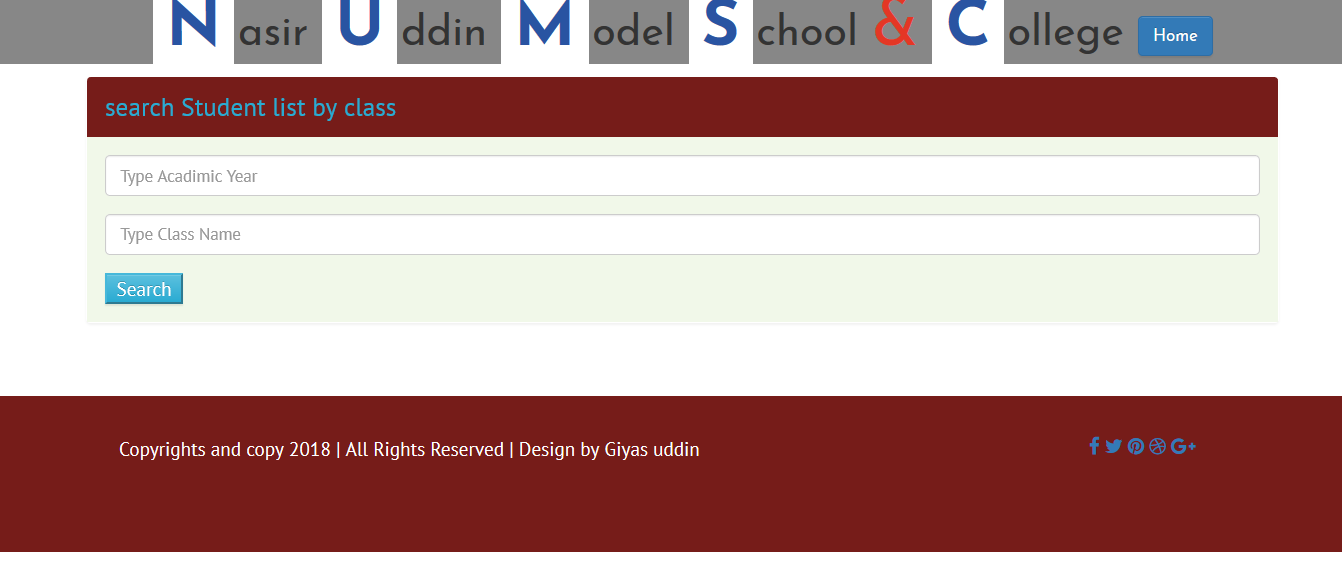 Nasir Uddin Model School & College Home
search Student list by class
Type Acadimic Year
Type Class Name
Search
Copyrights and copy 2018 | All Rights Reserved | Design by Giyas uddin